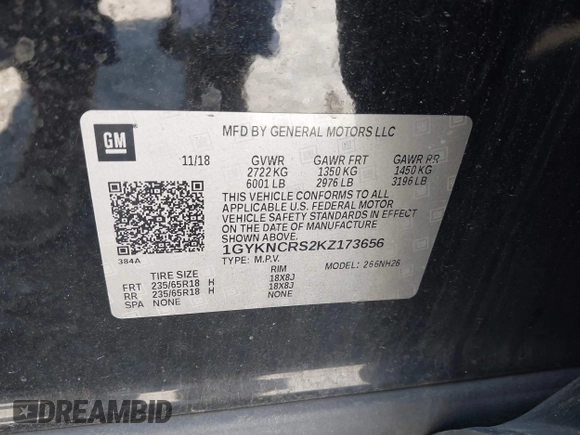 GM
MFD BY GENERAL MOTORS LLC
11/18 GVWR GAWR FRT GAWR RR
2722 KG 1350 KG 1450 KG
6001 LB 2976 LB 3196 LB
THIS VEHICLE CONFORMS TO ALL
APPLICABLE U.S. FEDERAL MOTOR
VEHICLE SAFETY STANDARDS IN EFFECT
ON THE DATE OF MANUFACTURE SHOWN ABOVE.
1GYKNCRS2KZ173656
384A TYPE: M.P.V. MODEL: 266NH26
TIRE SIZE RIM
FRT 235/65R18 H 18X8J
RR 235/65R18 H 18X8J
SPA NONE NONE
DREAMBID